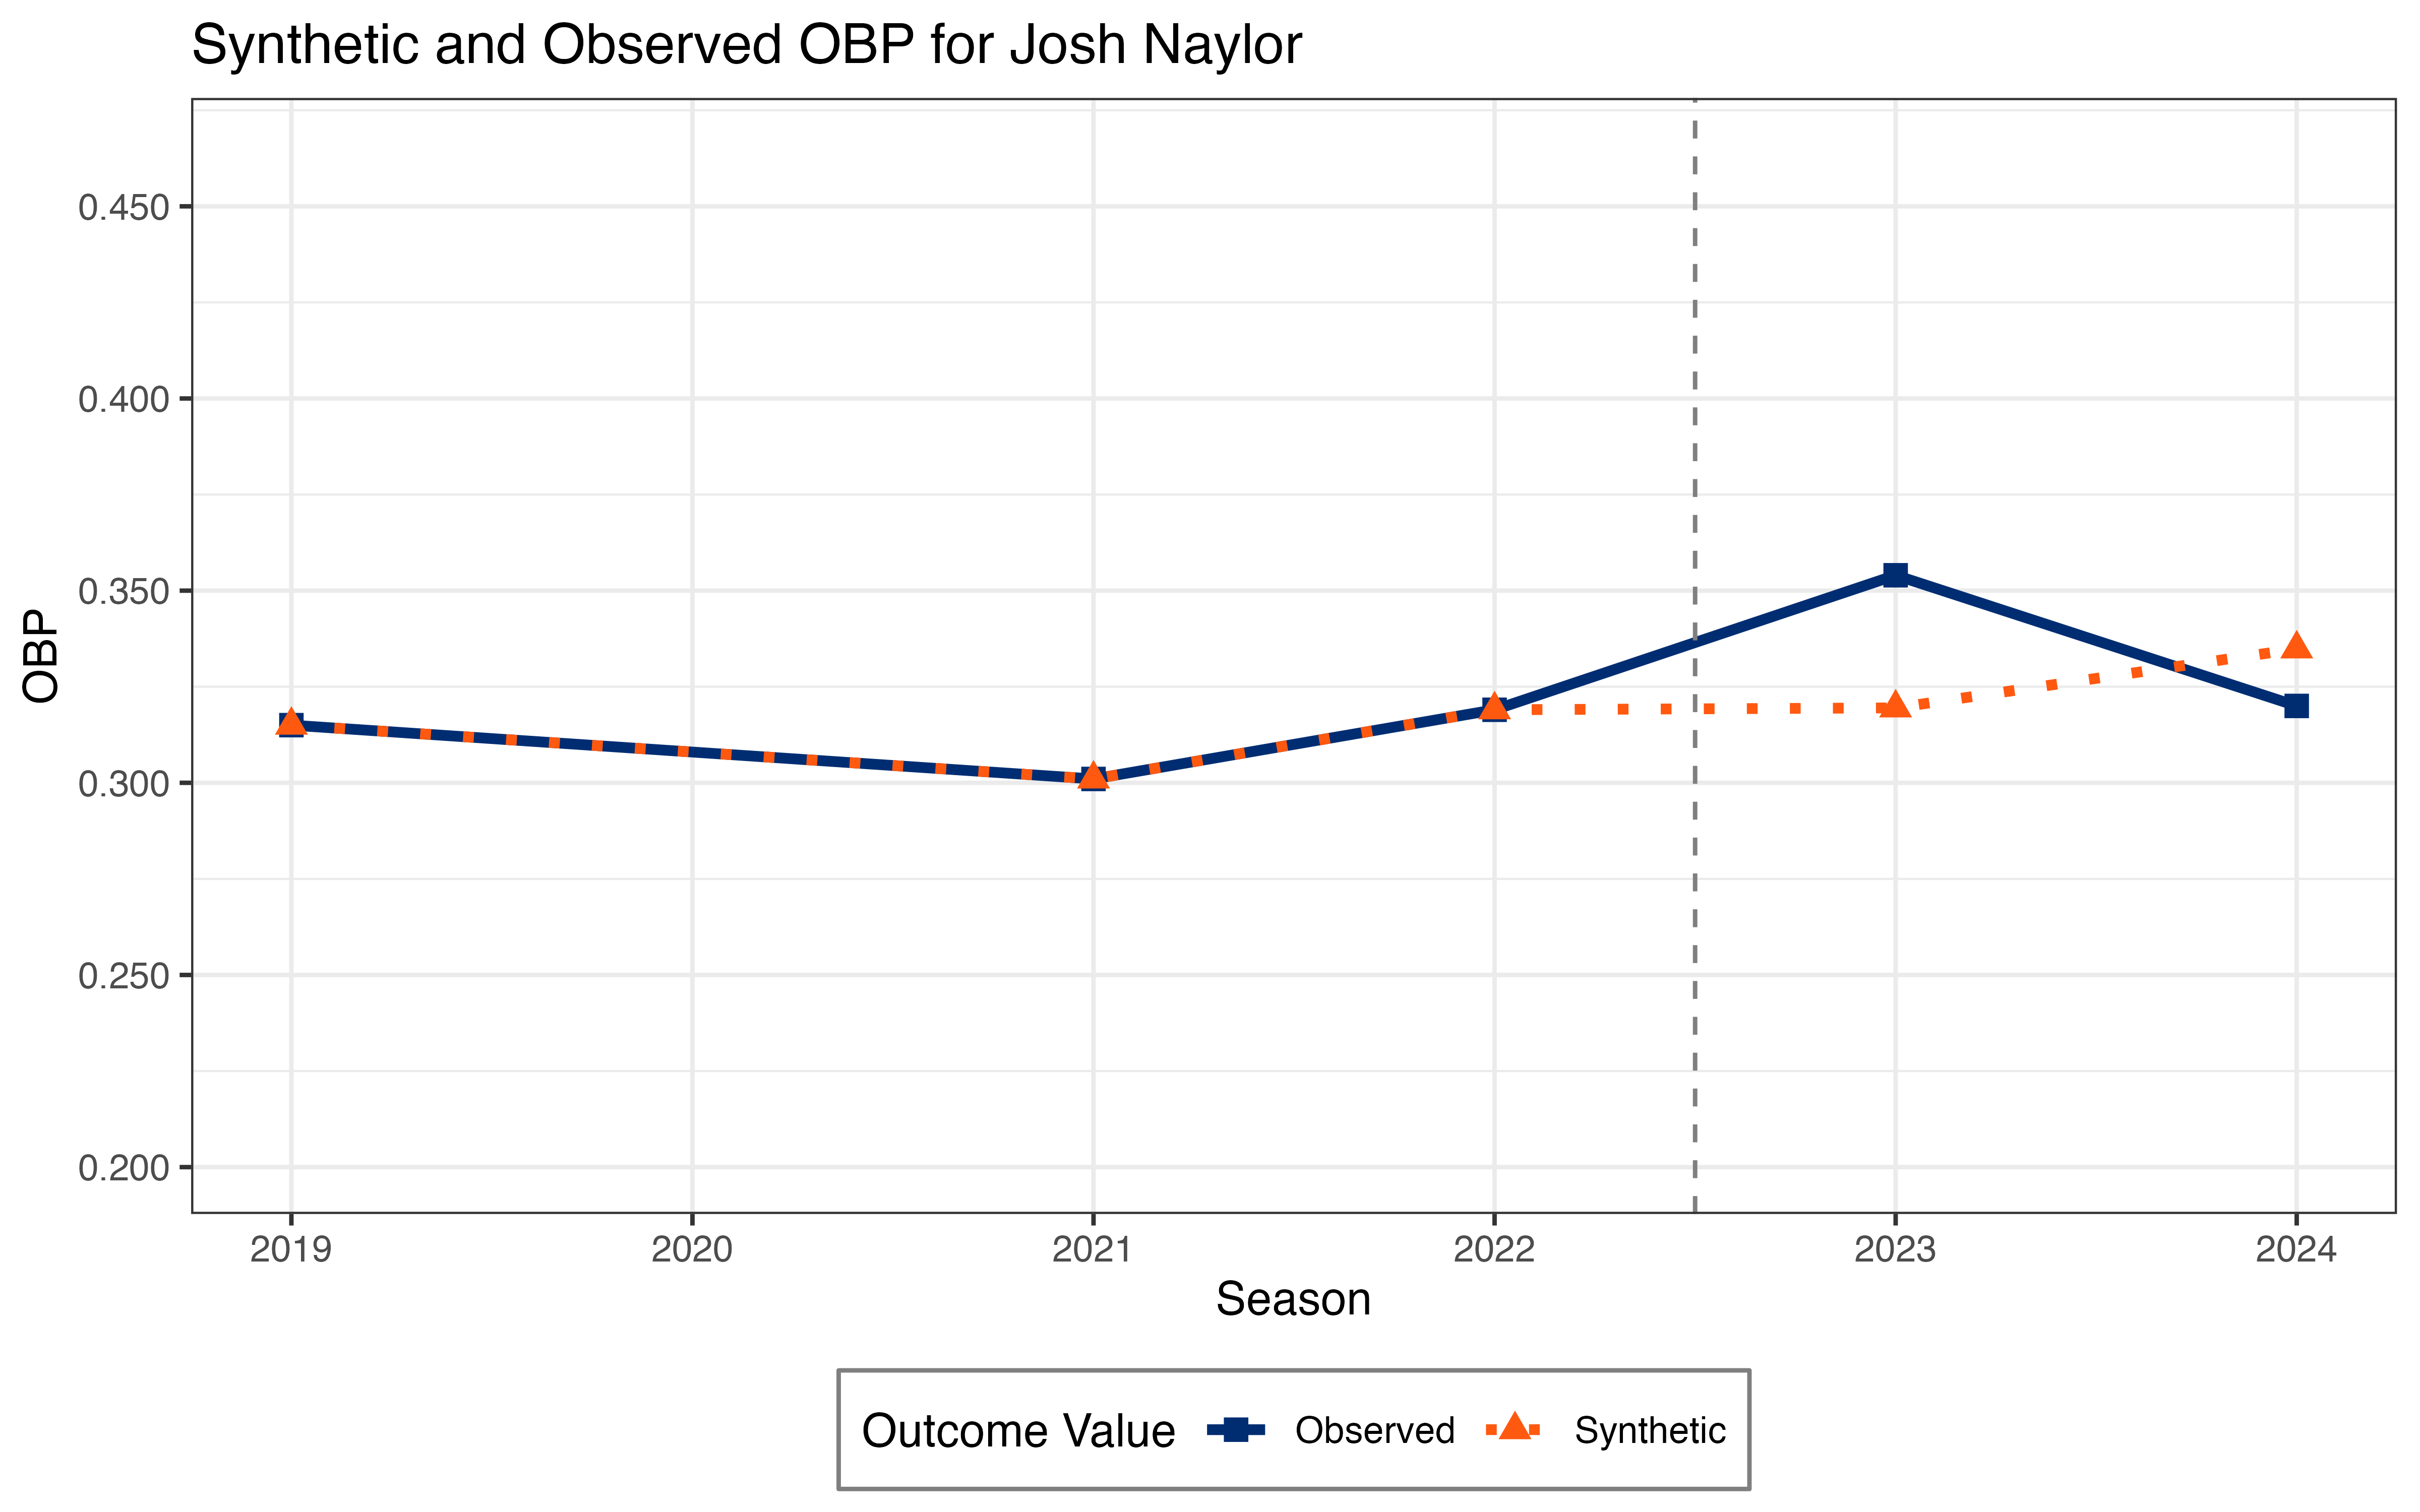 Synthetic and Observed OBP for Josh Naylor
0.450
0.400
0.350
0.300
0.250
0.200
OBP
2019 2020 2021 2022 2023 2024
Season
Outcome Value Observed Synthetic